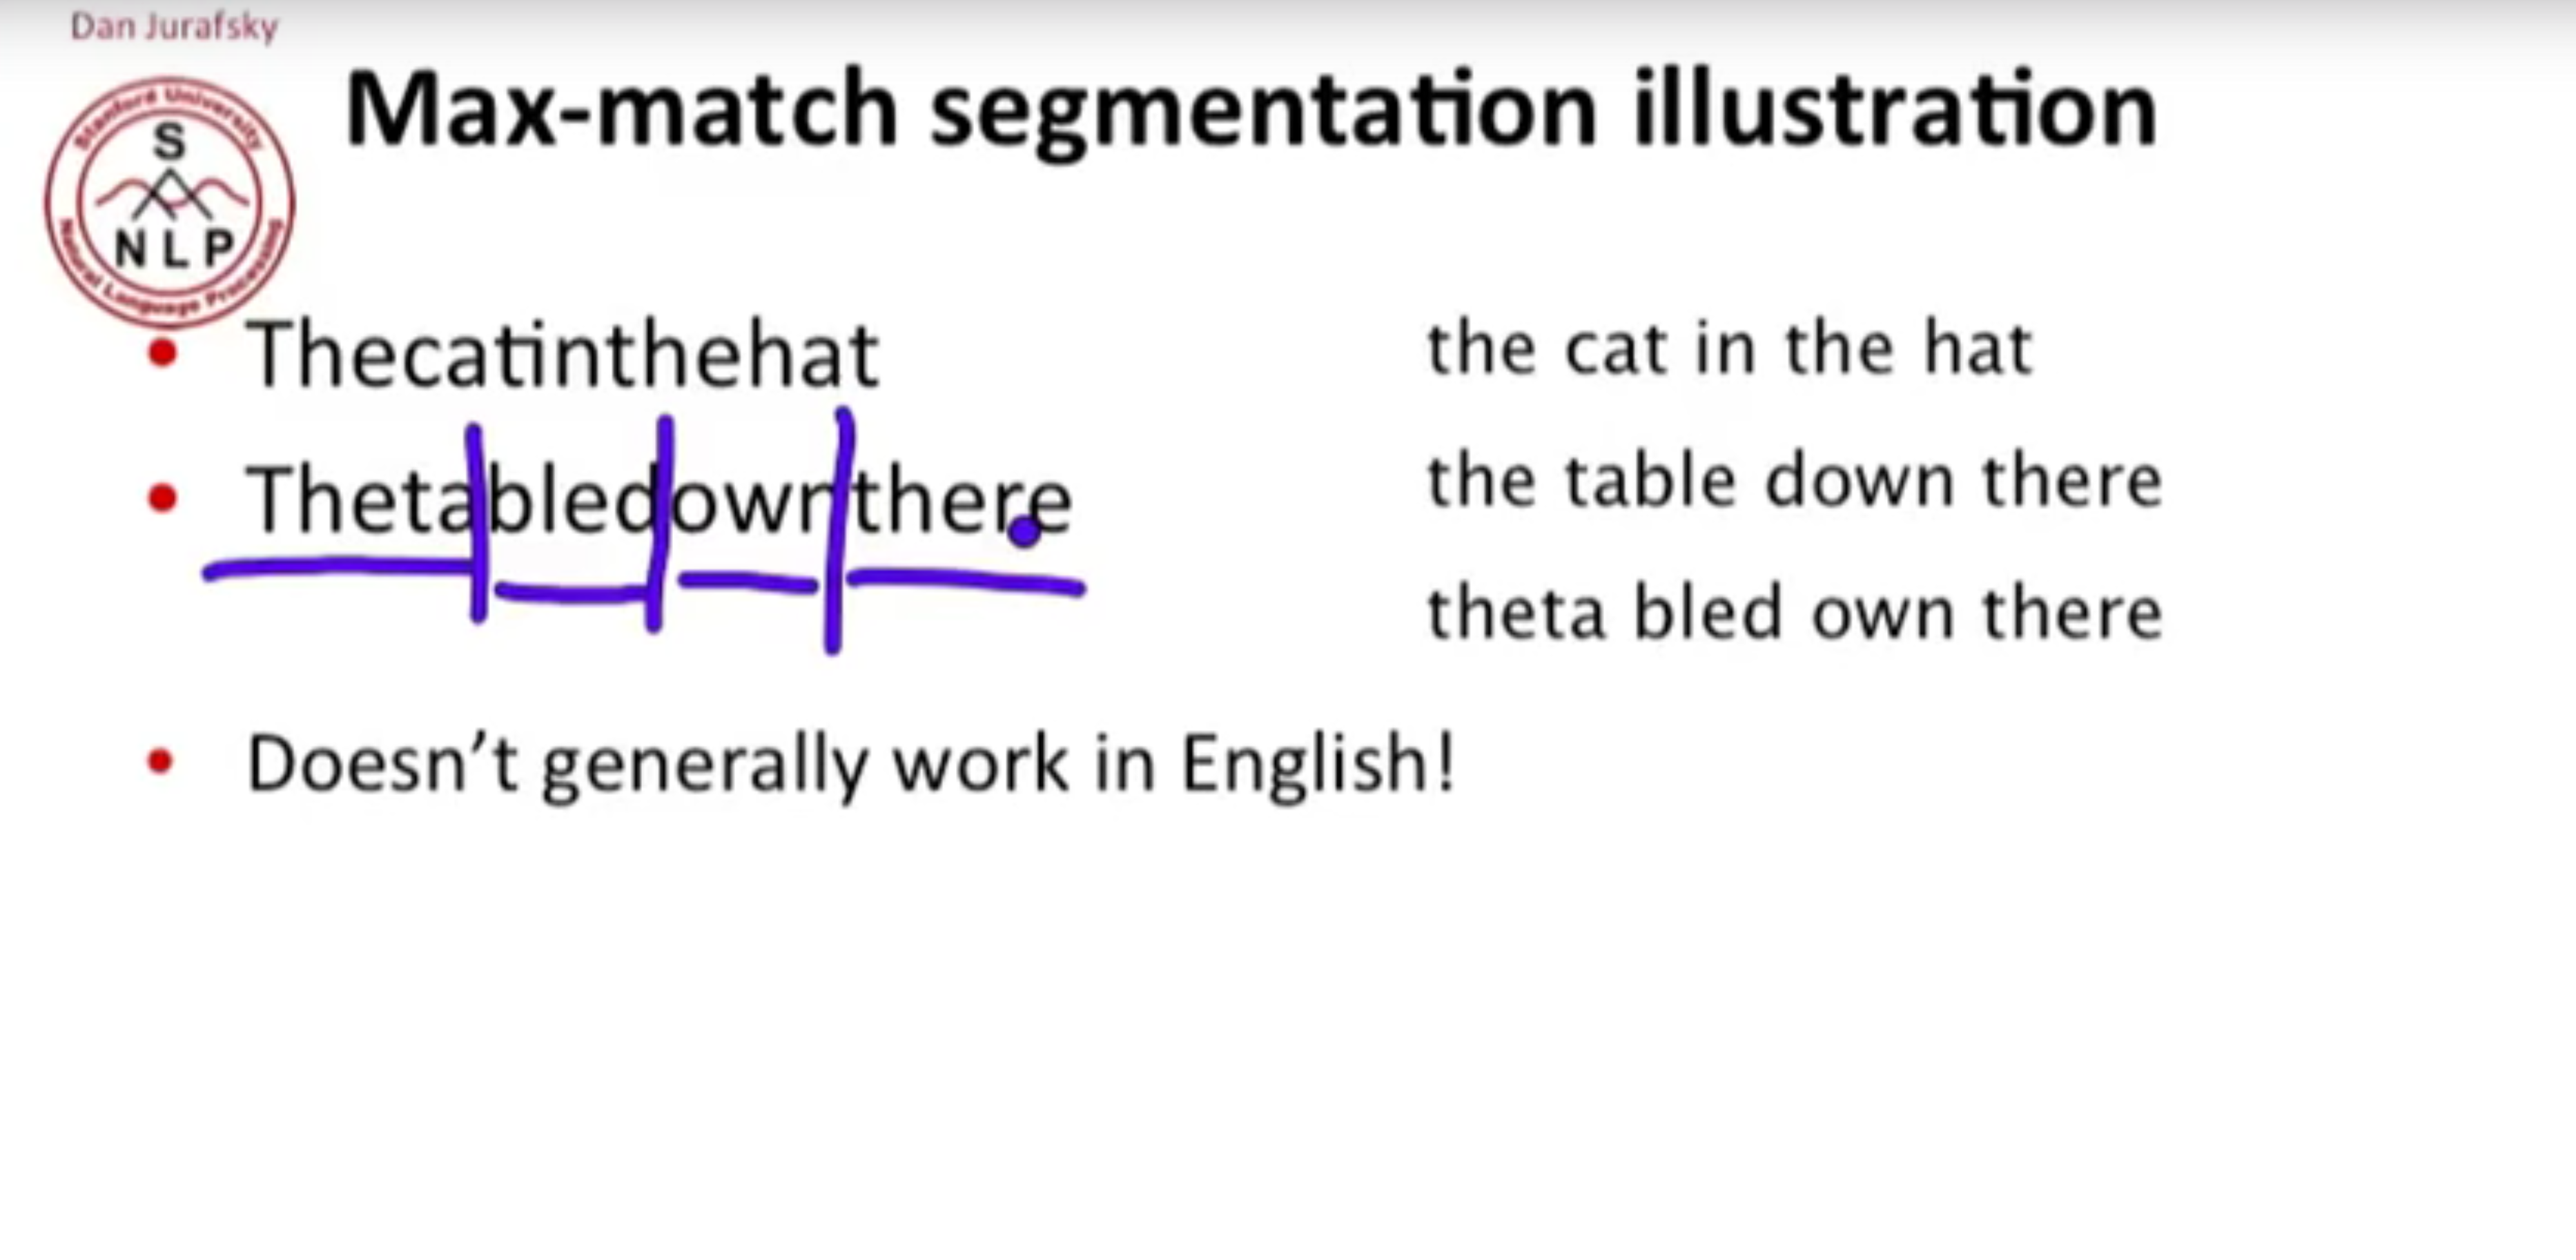 Dan Jurafsky
Max-match segmentation illustration
Stanford University
S
NLP
Natural Language Processing
• Thecatinthehat
the cat in the hat
• Thetabledownthere
the table down there
theta bled own there
• Doesn't generally work in English!